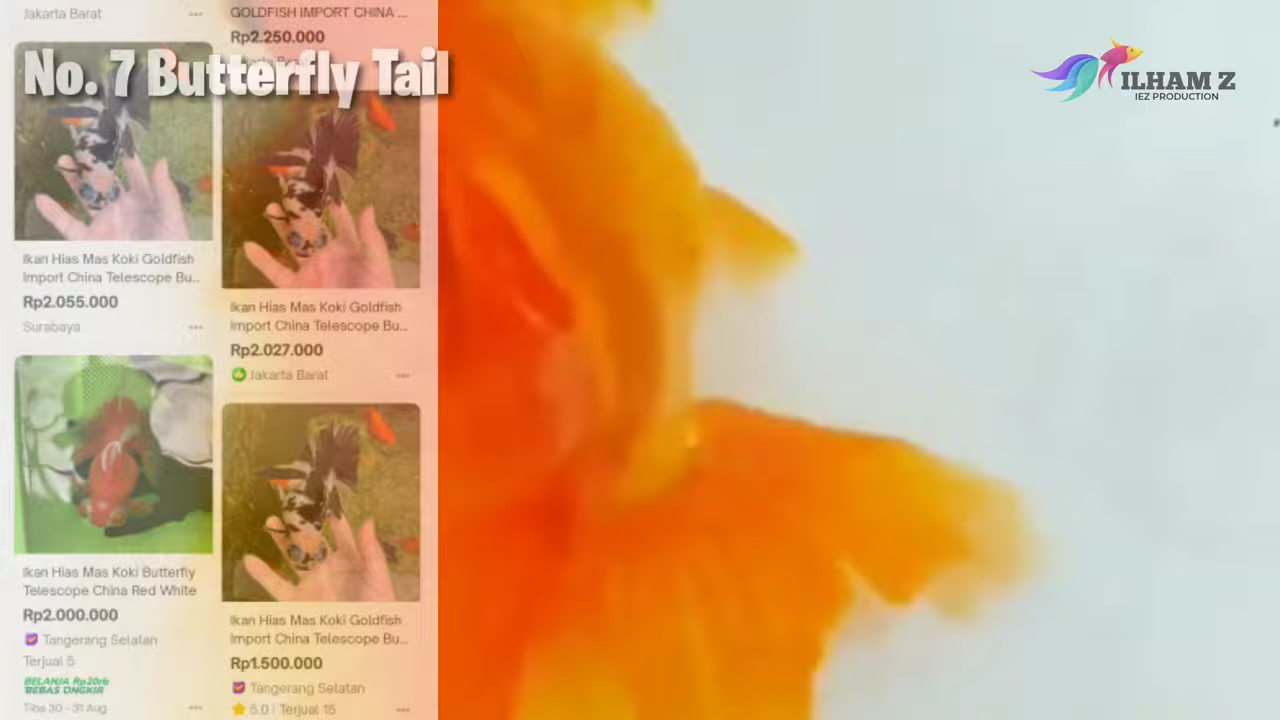 Jakarta Barat
GOLDFISH IMPORT CHINA ...
Rp2.250.000
No. 7 Butterfly Tail
ILHAM Z
IEZ PRODUCTION
Ikan Hias Mas Koki Goldfish
Import China Telescope Bu...
Rp2.055.000
Surabaya
Ikan Hias Mas Koki Goldfish
Import China Telescope Bu...
Rp2.027.000
Jakarta Barat
Ikan Hias Mas Koki Butterfly
Telescope China Red White
Rp2.000.000
Tangerang Selatan
Terjual 5
BELANJA Rp20rb
BEBAS ONGKIR
Tiba 30 - 31 Aug
Ikan Hias Mas Koki Goldfish
Import China Telescope Bu...
Rp1.500.000
Tangerang Selatan
5.0 | Terjual 15